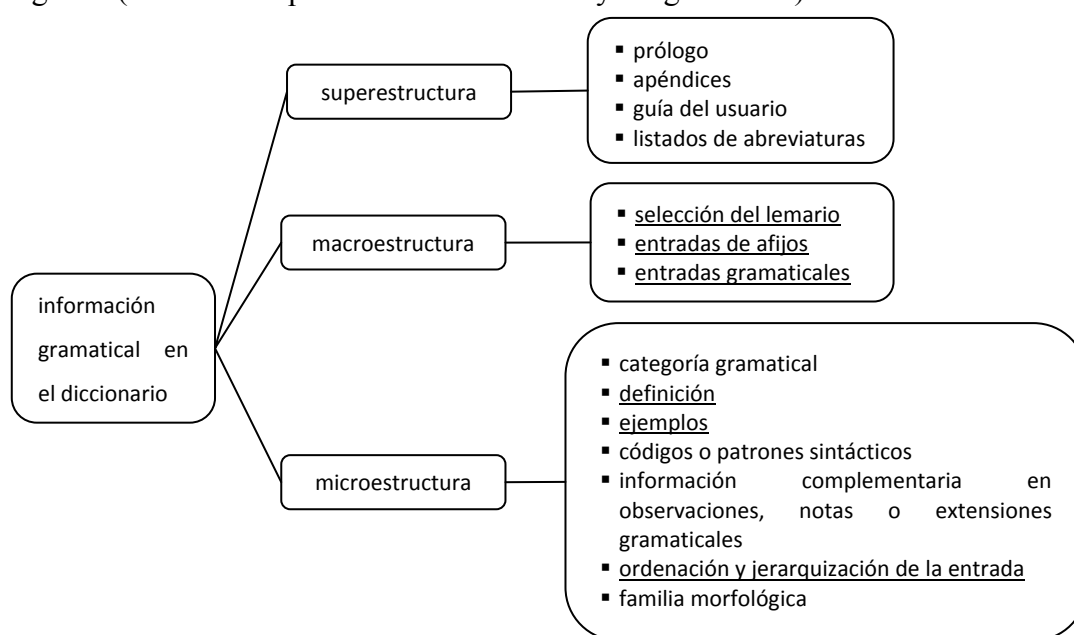 información
gramatical en
el diccionario
superestructura
▪ prólogo
▪ apéndices
▪ guía del usuario
▪ listados de abreviaturas
macroestructura
▪ selección del lemario
▪ entradas de afijos
▪ entradas gramaticales
microestructura
▪ categoría gramatical
▪ definición
▪ ejemplos
▪ códigos o patrones sintácticos
▪ información complementaria en
observaciones, notas o extensiones
gramaticales
▪ ordenación y jerarquización de la entrada
▪ familia morfológica